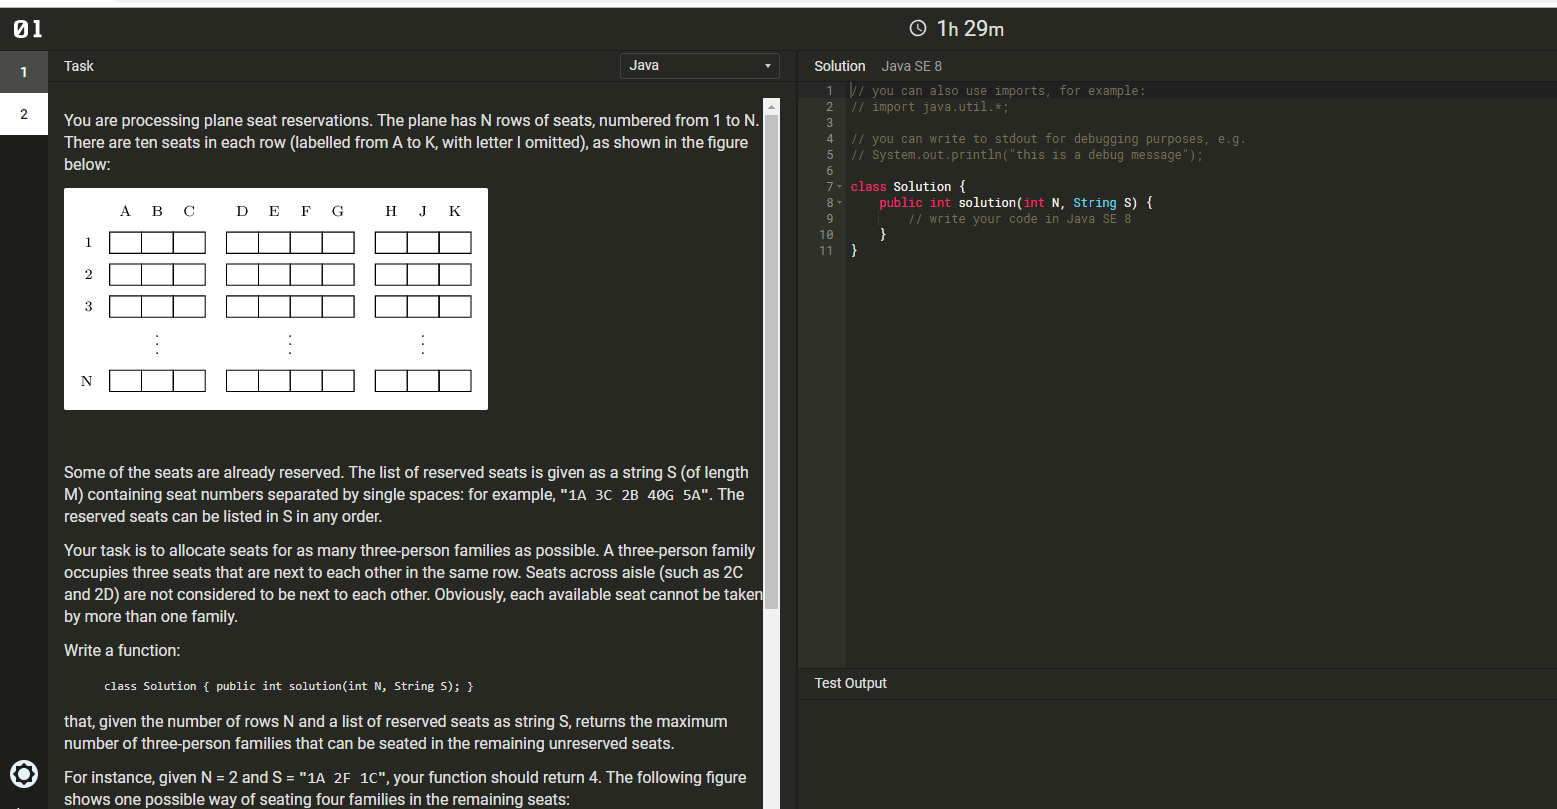 01
1h 29m
1
2
Task
Java
You are processing plane seat reservations. The plane has N rows of seats, numbered from 1 to N.
There are ten seats in each row (labelled from A to K, with letter I omitted), as shown in the figure
below:
A B C D E F G H J K
1
2
3
N
Some of the seats are already reserved. The list of reserved seats is given as a string S (of length
M) containing seat numbers separated by single spaces: for example, "1A 3C 2B 40G 5A". The
reserved seats can be listed in S in any order.
Your task is to allocate seats for as many three-person families as possible. A three-person family
occupies three seats that are next to each other in the same row. Seats across aisle (such as 2C
and 2D) are not considered to be next to each other. Obviously, each available seat cannot be taken
by more than one family.
Write a function:
class Solution { public int solution(int N, String S); }
that, given the number of rows N and a list of reserved seats as string S, returns the maximum
number of three-person families that can be seated in the remaining unreserved seats.
For instance, given N = 2 and S = "1A 2F 1C", your function should return 4. The following figure
shows one possible way of seating four families in the remaining seats:
Solution Java SE 8
1 // you can also use imports, for example:
2 // import java.util.*;
3
4 // you can write to stdout for debugging purposes, e.g.
5 // System.out.println("this is a debug message");
6
7 class Solution {
8 public int solution(int N, String S) {
9 // write your code in Java SE 8
10 }
11 }
Test Output